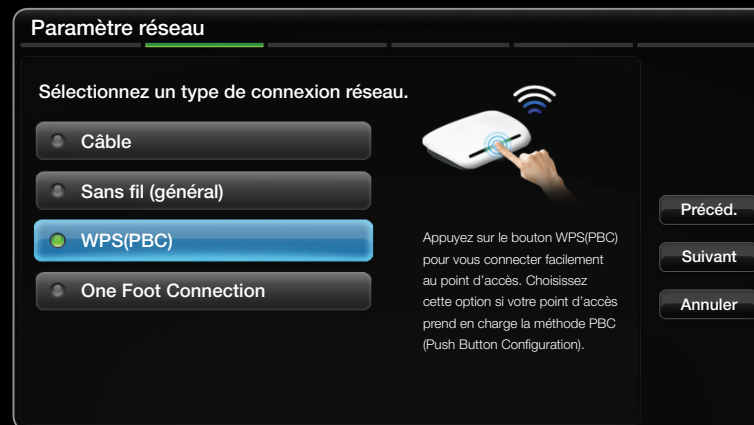 Paramètre réseau
Sélectionnez un type de connexion réseau.
Câble
Sans fil (général)
WPS(PBC)
One Foot Connection
Appuyez sur le bouton WPS(PBC)
pour vous connecter facilement
au point d’accès. Choisissez
cette option si votre point d’accès
prend en charge la méthode PBC
(Push Button Configuration).
Précéd.
Suivant
Annuler